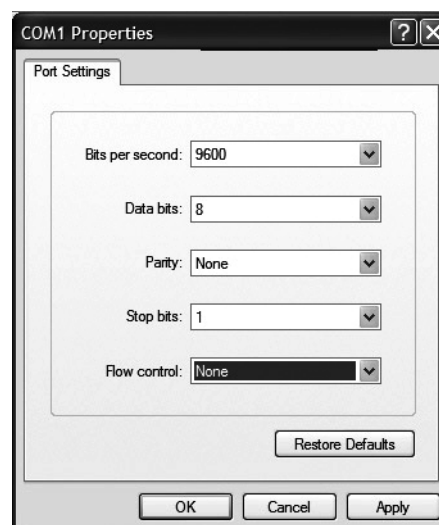 COM1 Properties
Port Settings
Bits per second: 9600
Data bits: 8
Parity: None
Stop bits: 1
Flow control: None
Restore Defaults
OK Cancel Apply